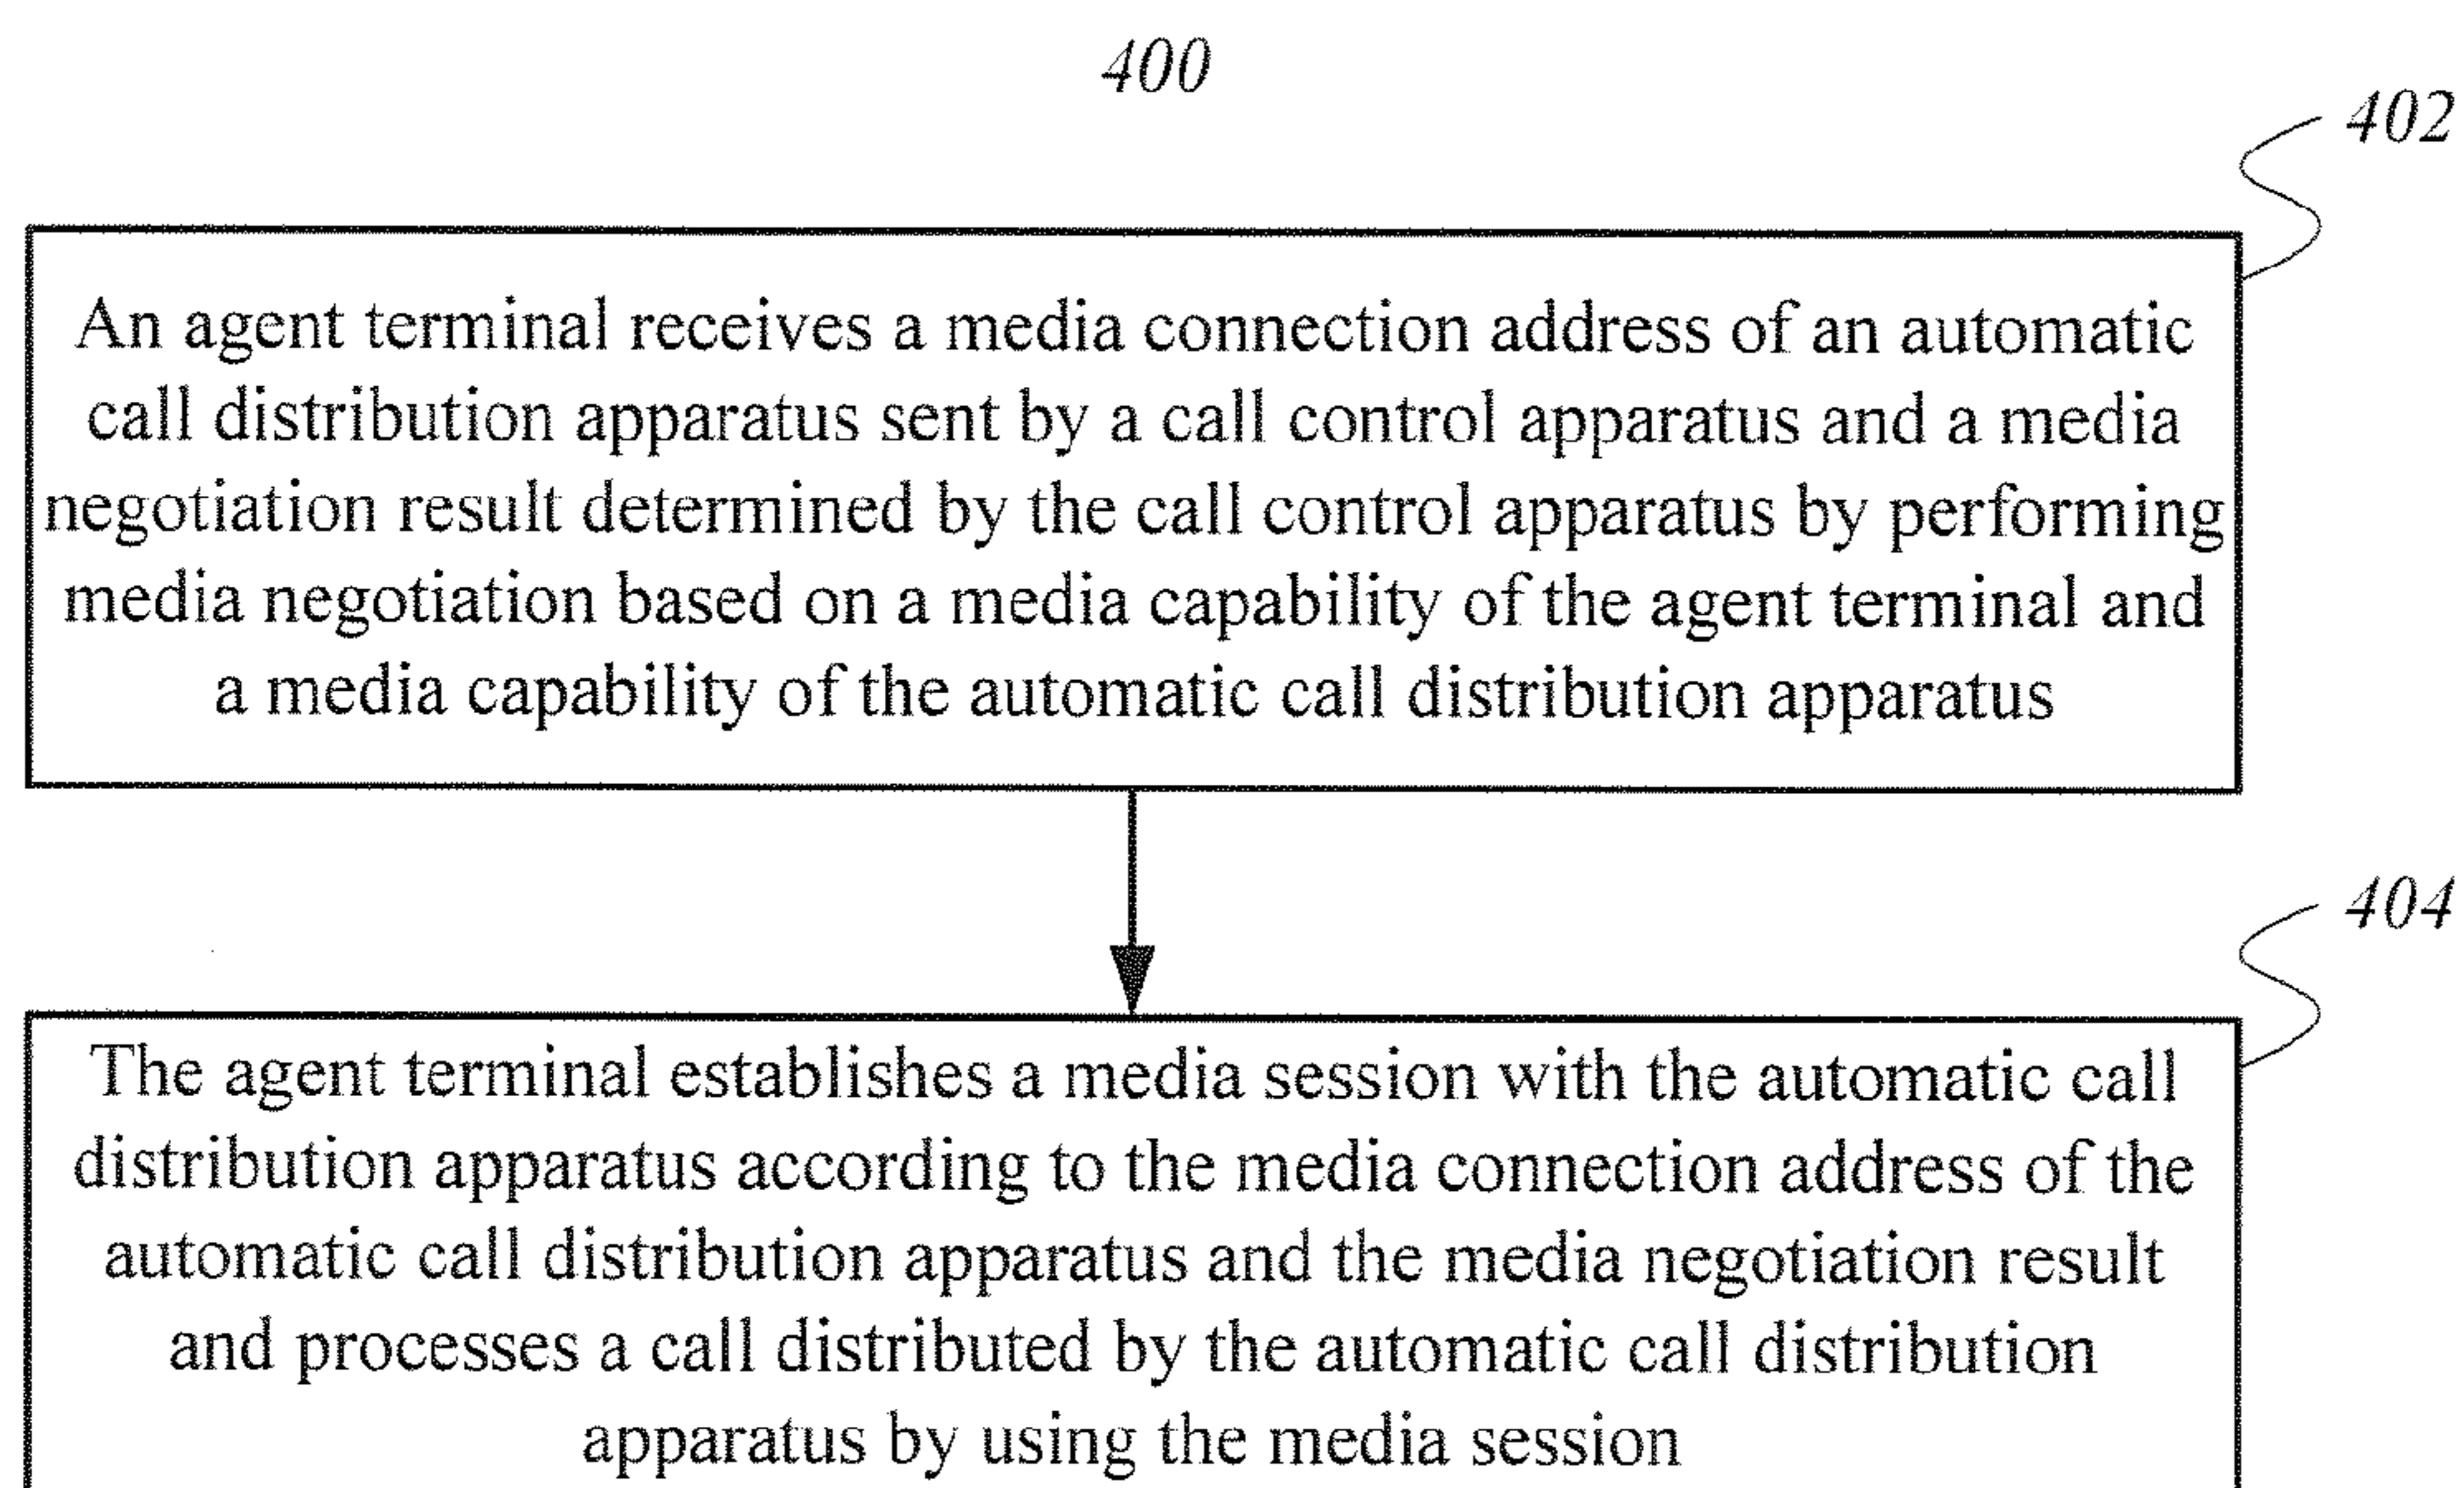 400
402
An agent terminal receives a media connection address of an automatic
call distribution apparatus sent by a call control apparatus and a media
negotiation result determined by the call control apparatus by performing
media negotiation based on a media capability of the agent terminal and
a media capability of the automatic call distribution apparatus
404
The agent terminal establishes a media session with the automatic call
distribution apparatus according to the media connection address of the
automatic call distribution apparatus and the media negotiation result
and processes a call distributed by the automatic call distribution
apparatus by using the media session